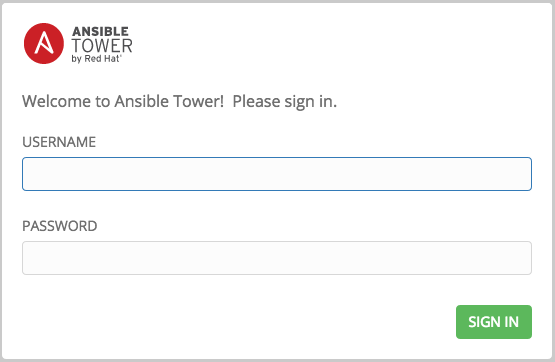 ANSIBLE
TOWER
by Red Hat®
Welcome to Ansible Tower!  Please sign in.
USERNAME
PASSWORD
SIGN IN